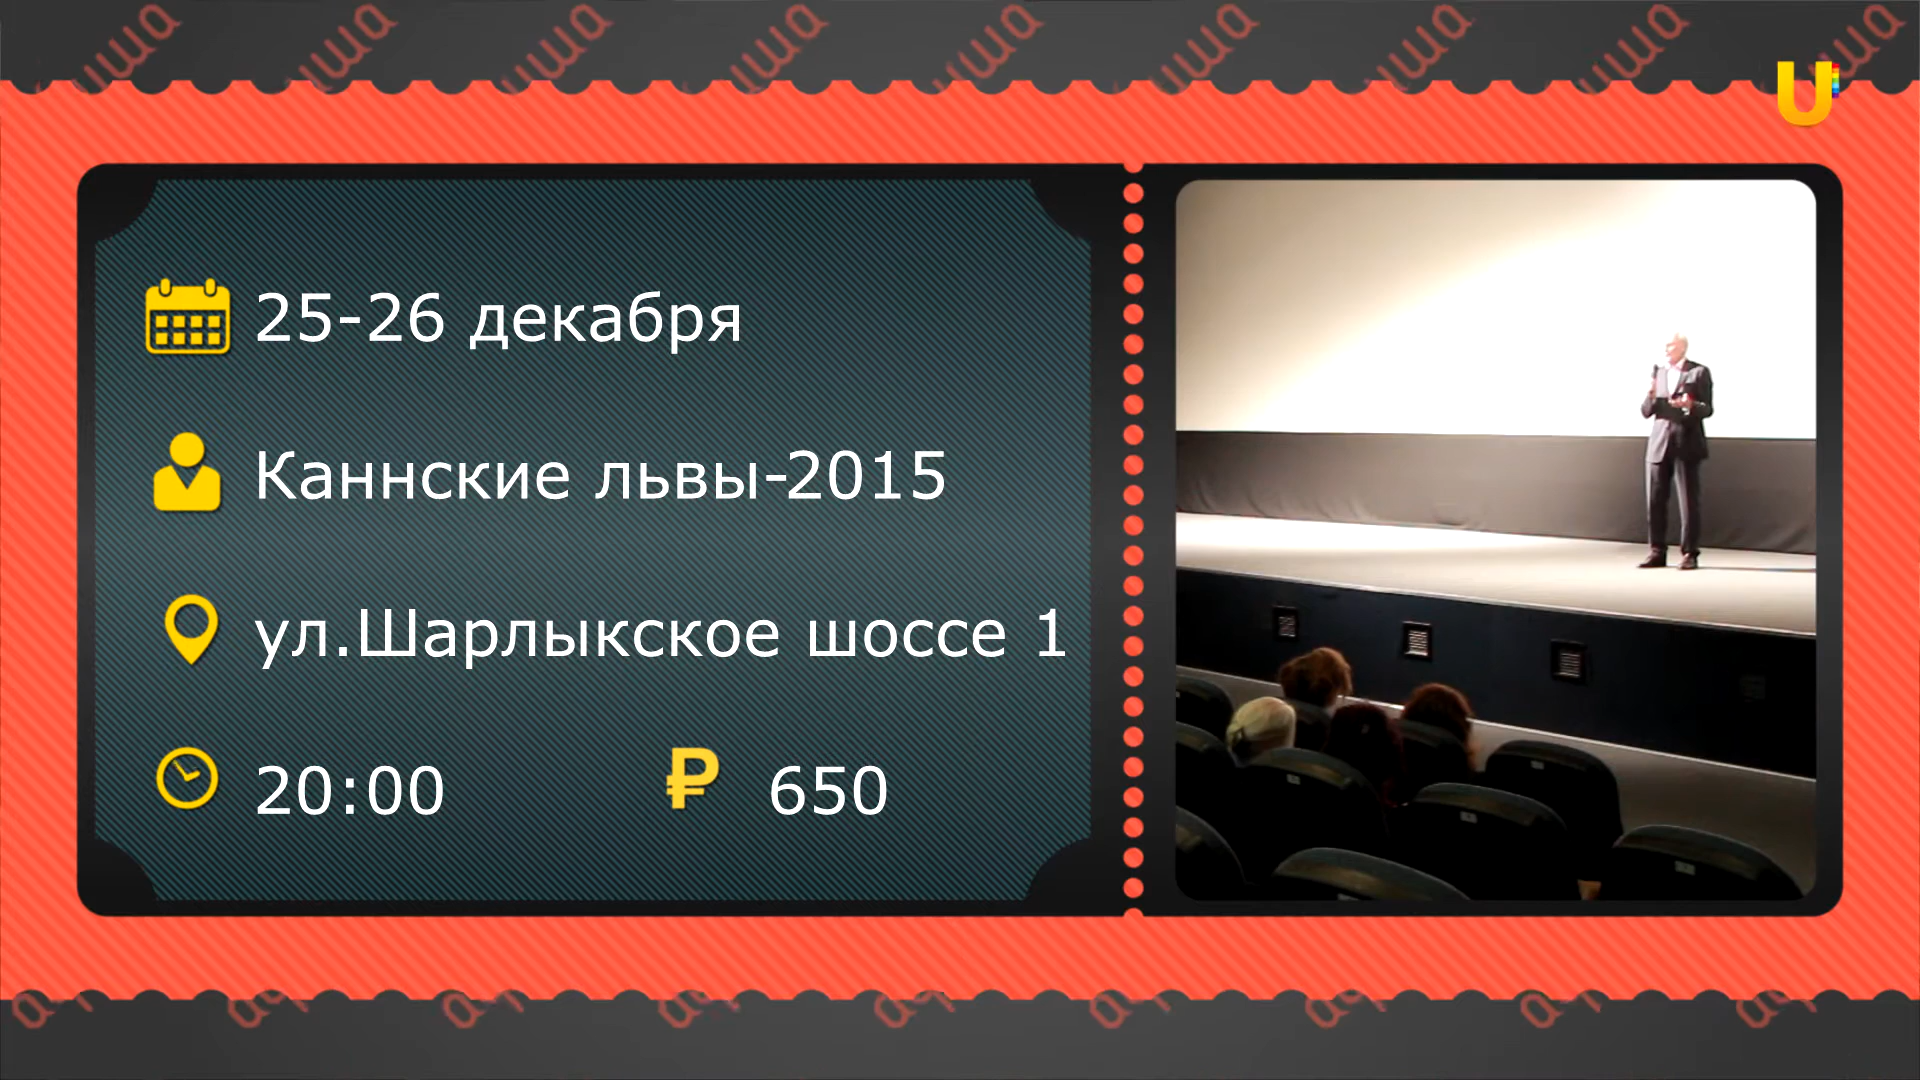 25-26 декабря
Каннские львы-2015
ул.Шарлыкское шоссе 1
20:00
₽ 650
U